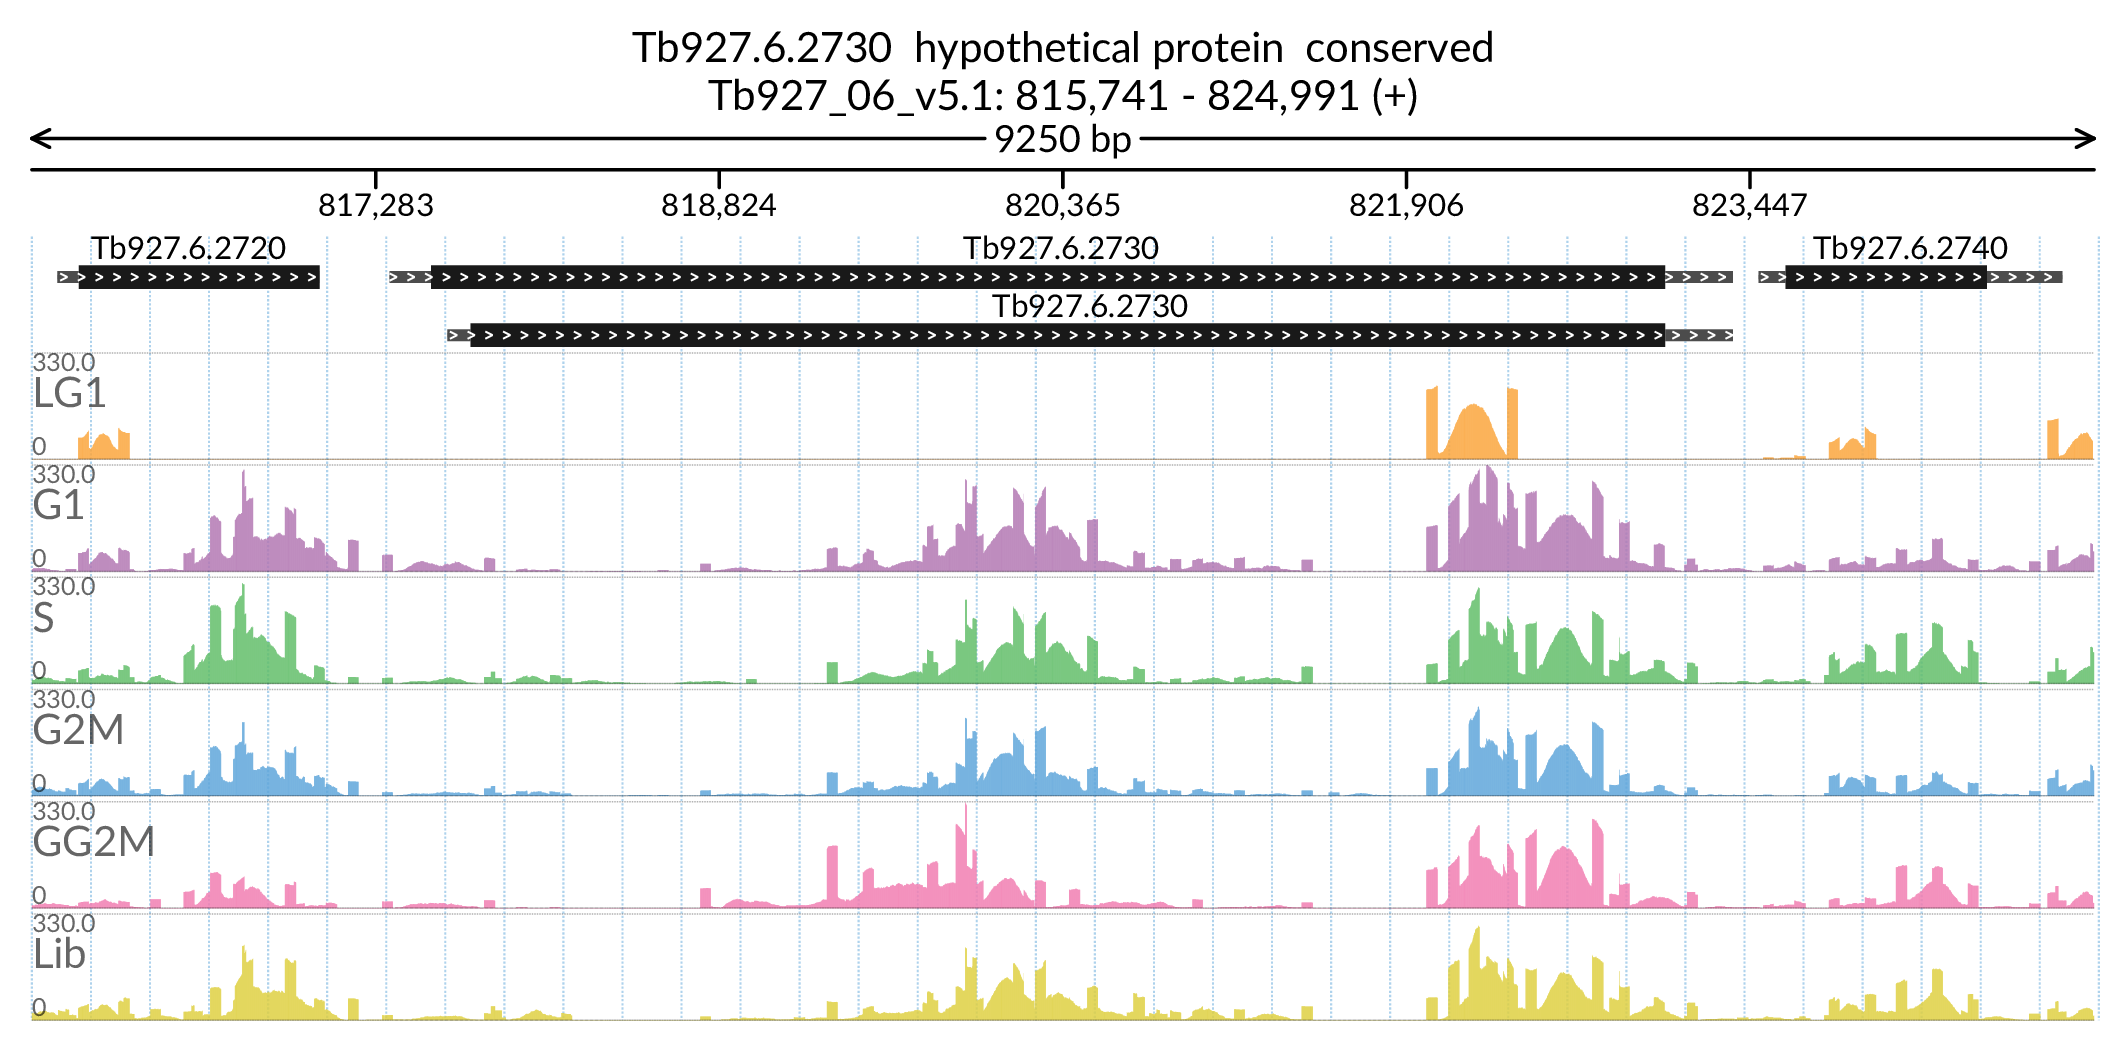 Tb927.6.2730 hypothetical protein conserved
Tb927_06_v5.1: 815,741 - 824,991 (+)
9250 bp
817,283 818,824 820,365 821,906 823,447
Tb927.6.2720 Tb927.6.2730 Tb927.6.2740
Tb927.6.2730
330.0
LG1
0
330.0
G1
0
330.0
S
0
330.0
G2M
0
330.0
GG2M
0
330.0
Lib
0